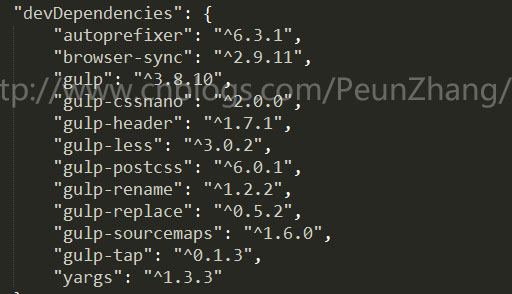 "devDependencies": {
"autoprefixer": "^6.3.1",
"browser-sync": "^2.9.11",
"gulp": "^3.8.10",
ttp://www.cnblogs.com/PeunZhang/
"gulp-cssnano": "^2.0.0",
"gulp-header": "^1.7.1",
"gulp-less": "^3.0.2",
"gulp-postcss": "^6.0.1",
"gulp-rename": "^1.2.2",
"gulp-replace": "^0.5.2",
"gulp-sourcemaps": "^1.6.0",
"gulp-tap": "^0.1.3",
"yargs": "^1.3.3"